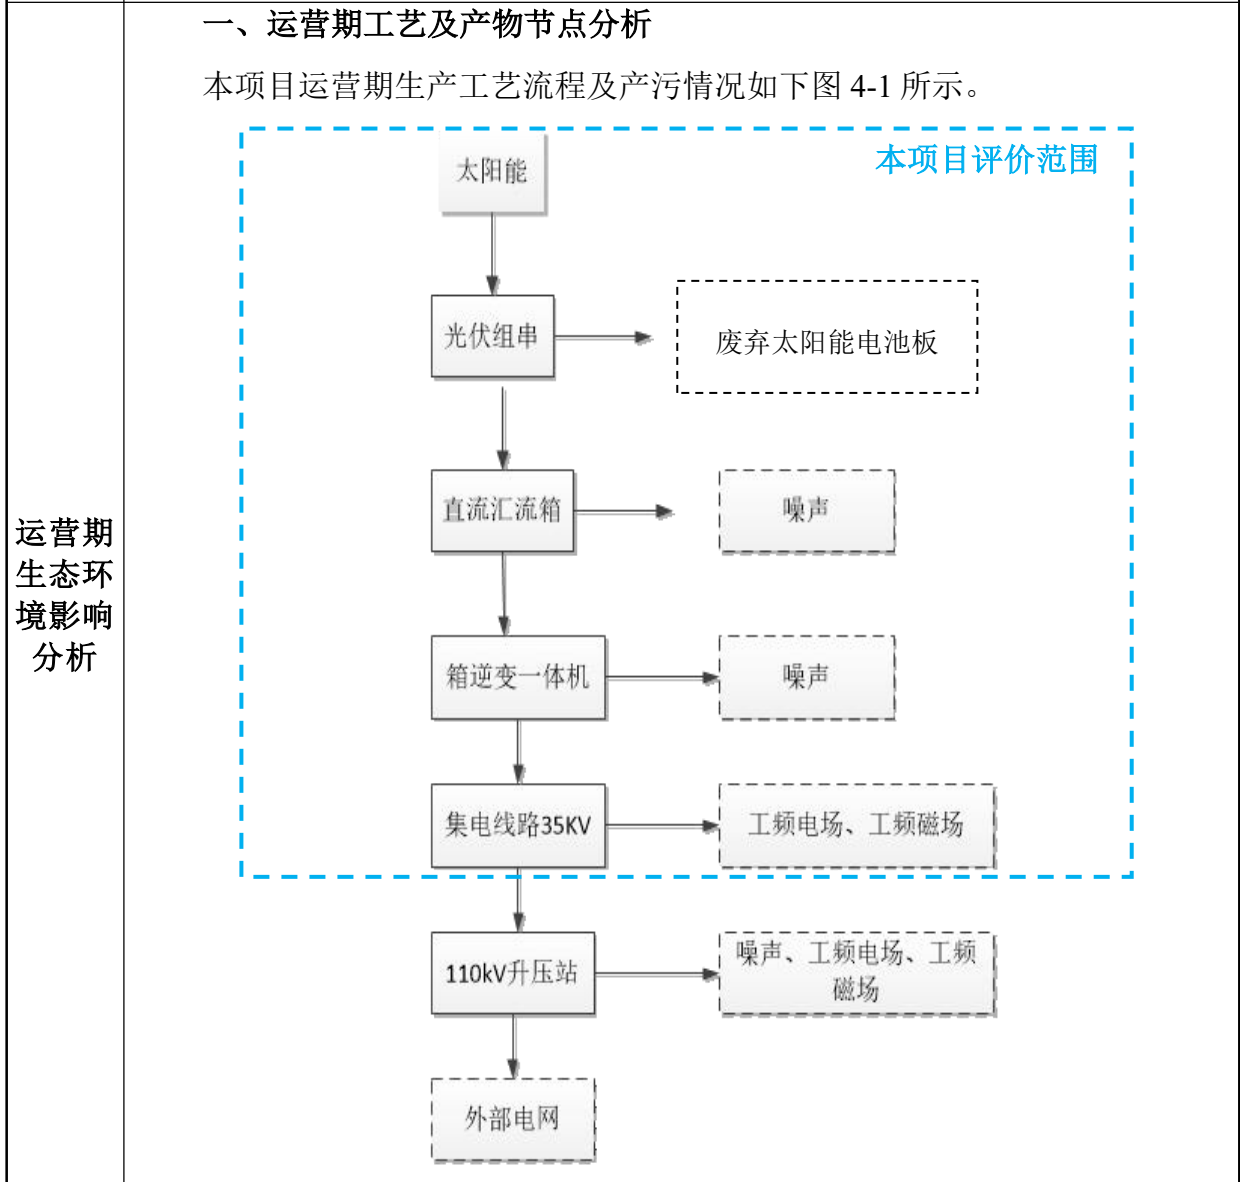 一、运营期工艺及产物节点分析
本项目运营期生产工艺流程及产污情况如下图 4-1 所示。
本项目评价范围
太阳能
光伏组串
废弃太阳能电池板
直流汇流箱
噪声
运营期
生态环
境影响
分析
箱逆变一体机
噪声
集电线路35KV
工频电场、工频磁场
110kV升压站
噪声、工频电场、工频
磁场
外部电网